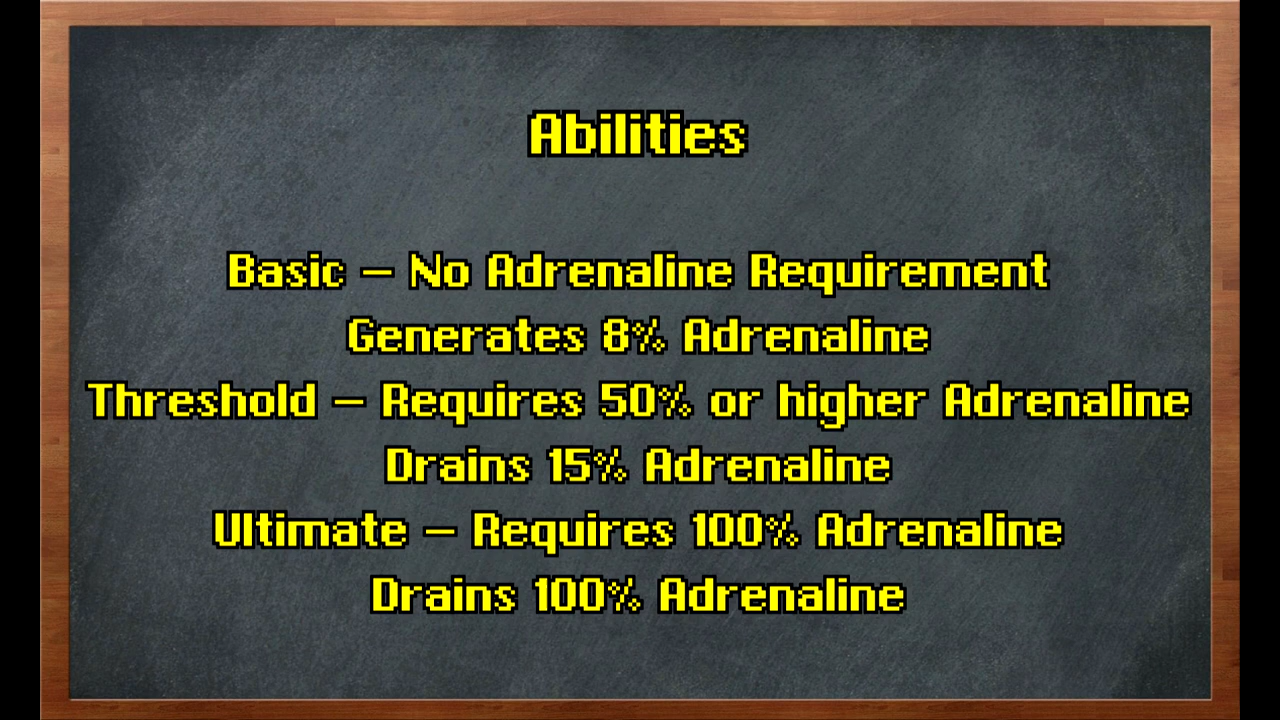 Abilities
Basic – No Adrenaline Requirement
Generates 8% Adrenaline
Threshold – Requires 50% or higher Adrenaline
Drains 15% Adrenaline
Ultimate – Requires 100% Adrenaline
Drains 100% Adrenaline